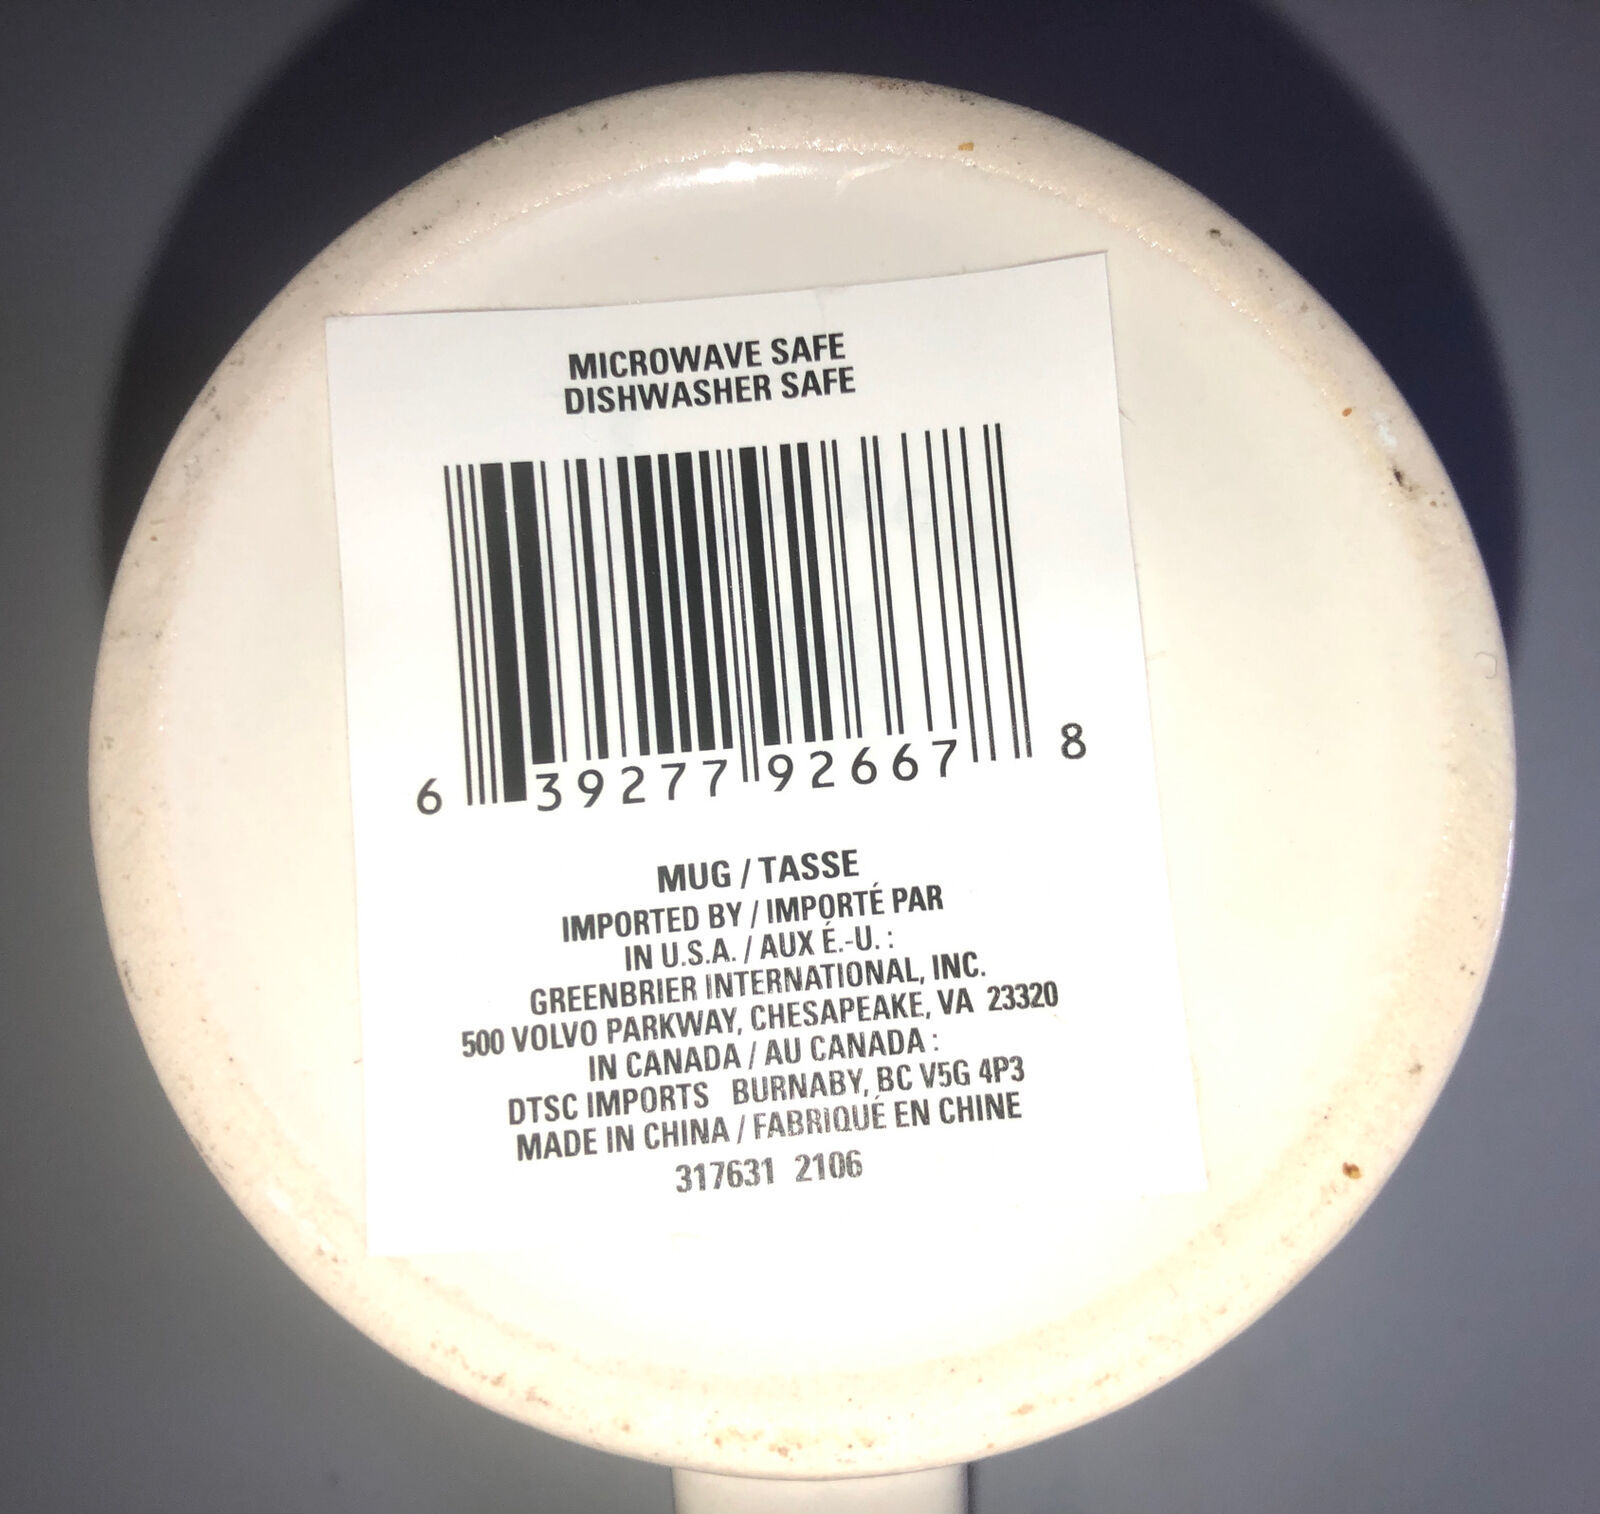 MICROWAVE SAFE
DISHWASHER SAFE
6 39277 92667 8
MUG / TASSE
IMPORTED BY / IMPORTÉ PAR
IN U.S.A. / AUX É.-U. :
GREENBRIER INTERNATIONAL, INC.
500 VOLVO PARKWAY, CHESAPEAKE, VA 23320
IN CANADA / AU CANADA :
DTSC IMPORTS BURNABY, BC V5G 4P3
MADE IN CHINA / FABRIQUÉ EN CHINE
317631 2106